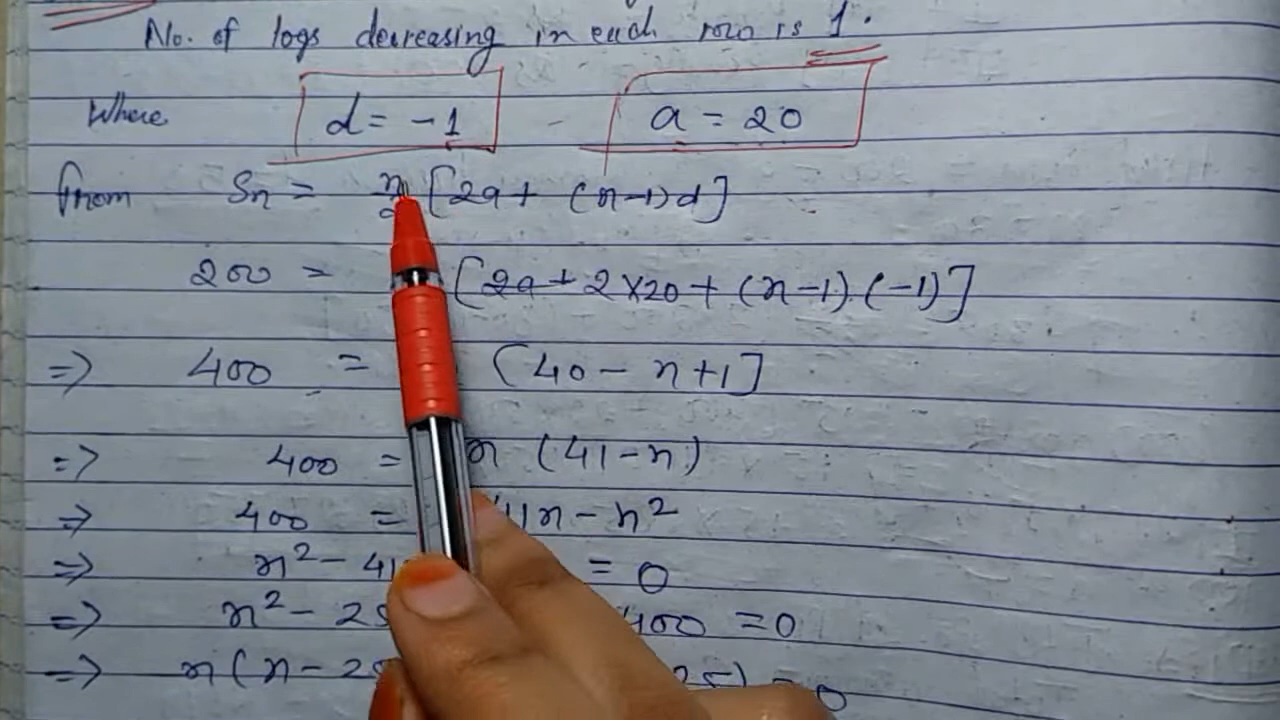 No. of logs decreasing in each row is 1.
Where d = -1 a = 20
from Sn = n/2 [2a + (n-1)d]
200 = [2a + 2×20 + (n-1).(-1)]
=> 400 = [40 - n+1]
=> 400 = n (41-n)
=> 400 = 41n - n²
=> n² - 41 = 0
=> n² - 25 400 = 0
=> n(n - 25 25) = 0